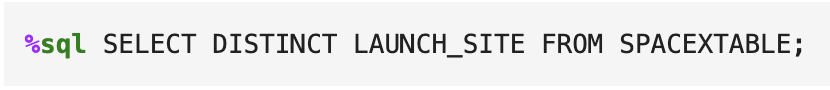 %sql SELECT DISTINCT LAUNCH_SITE FROM SPACEXTABLE;